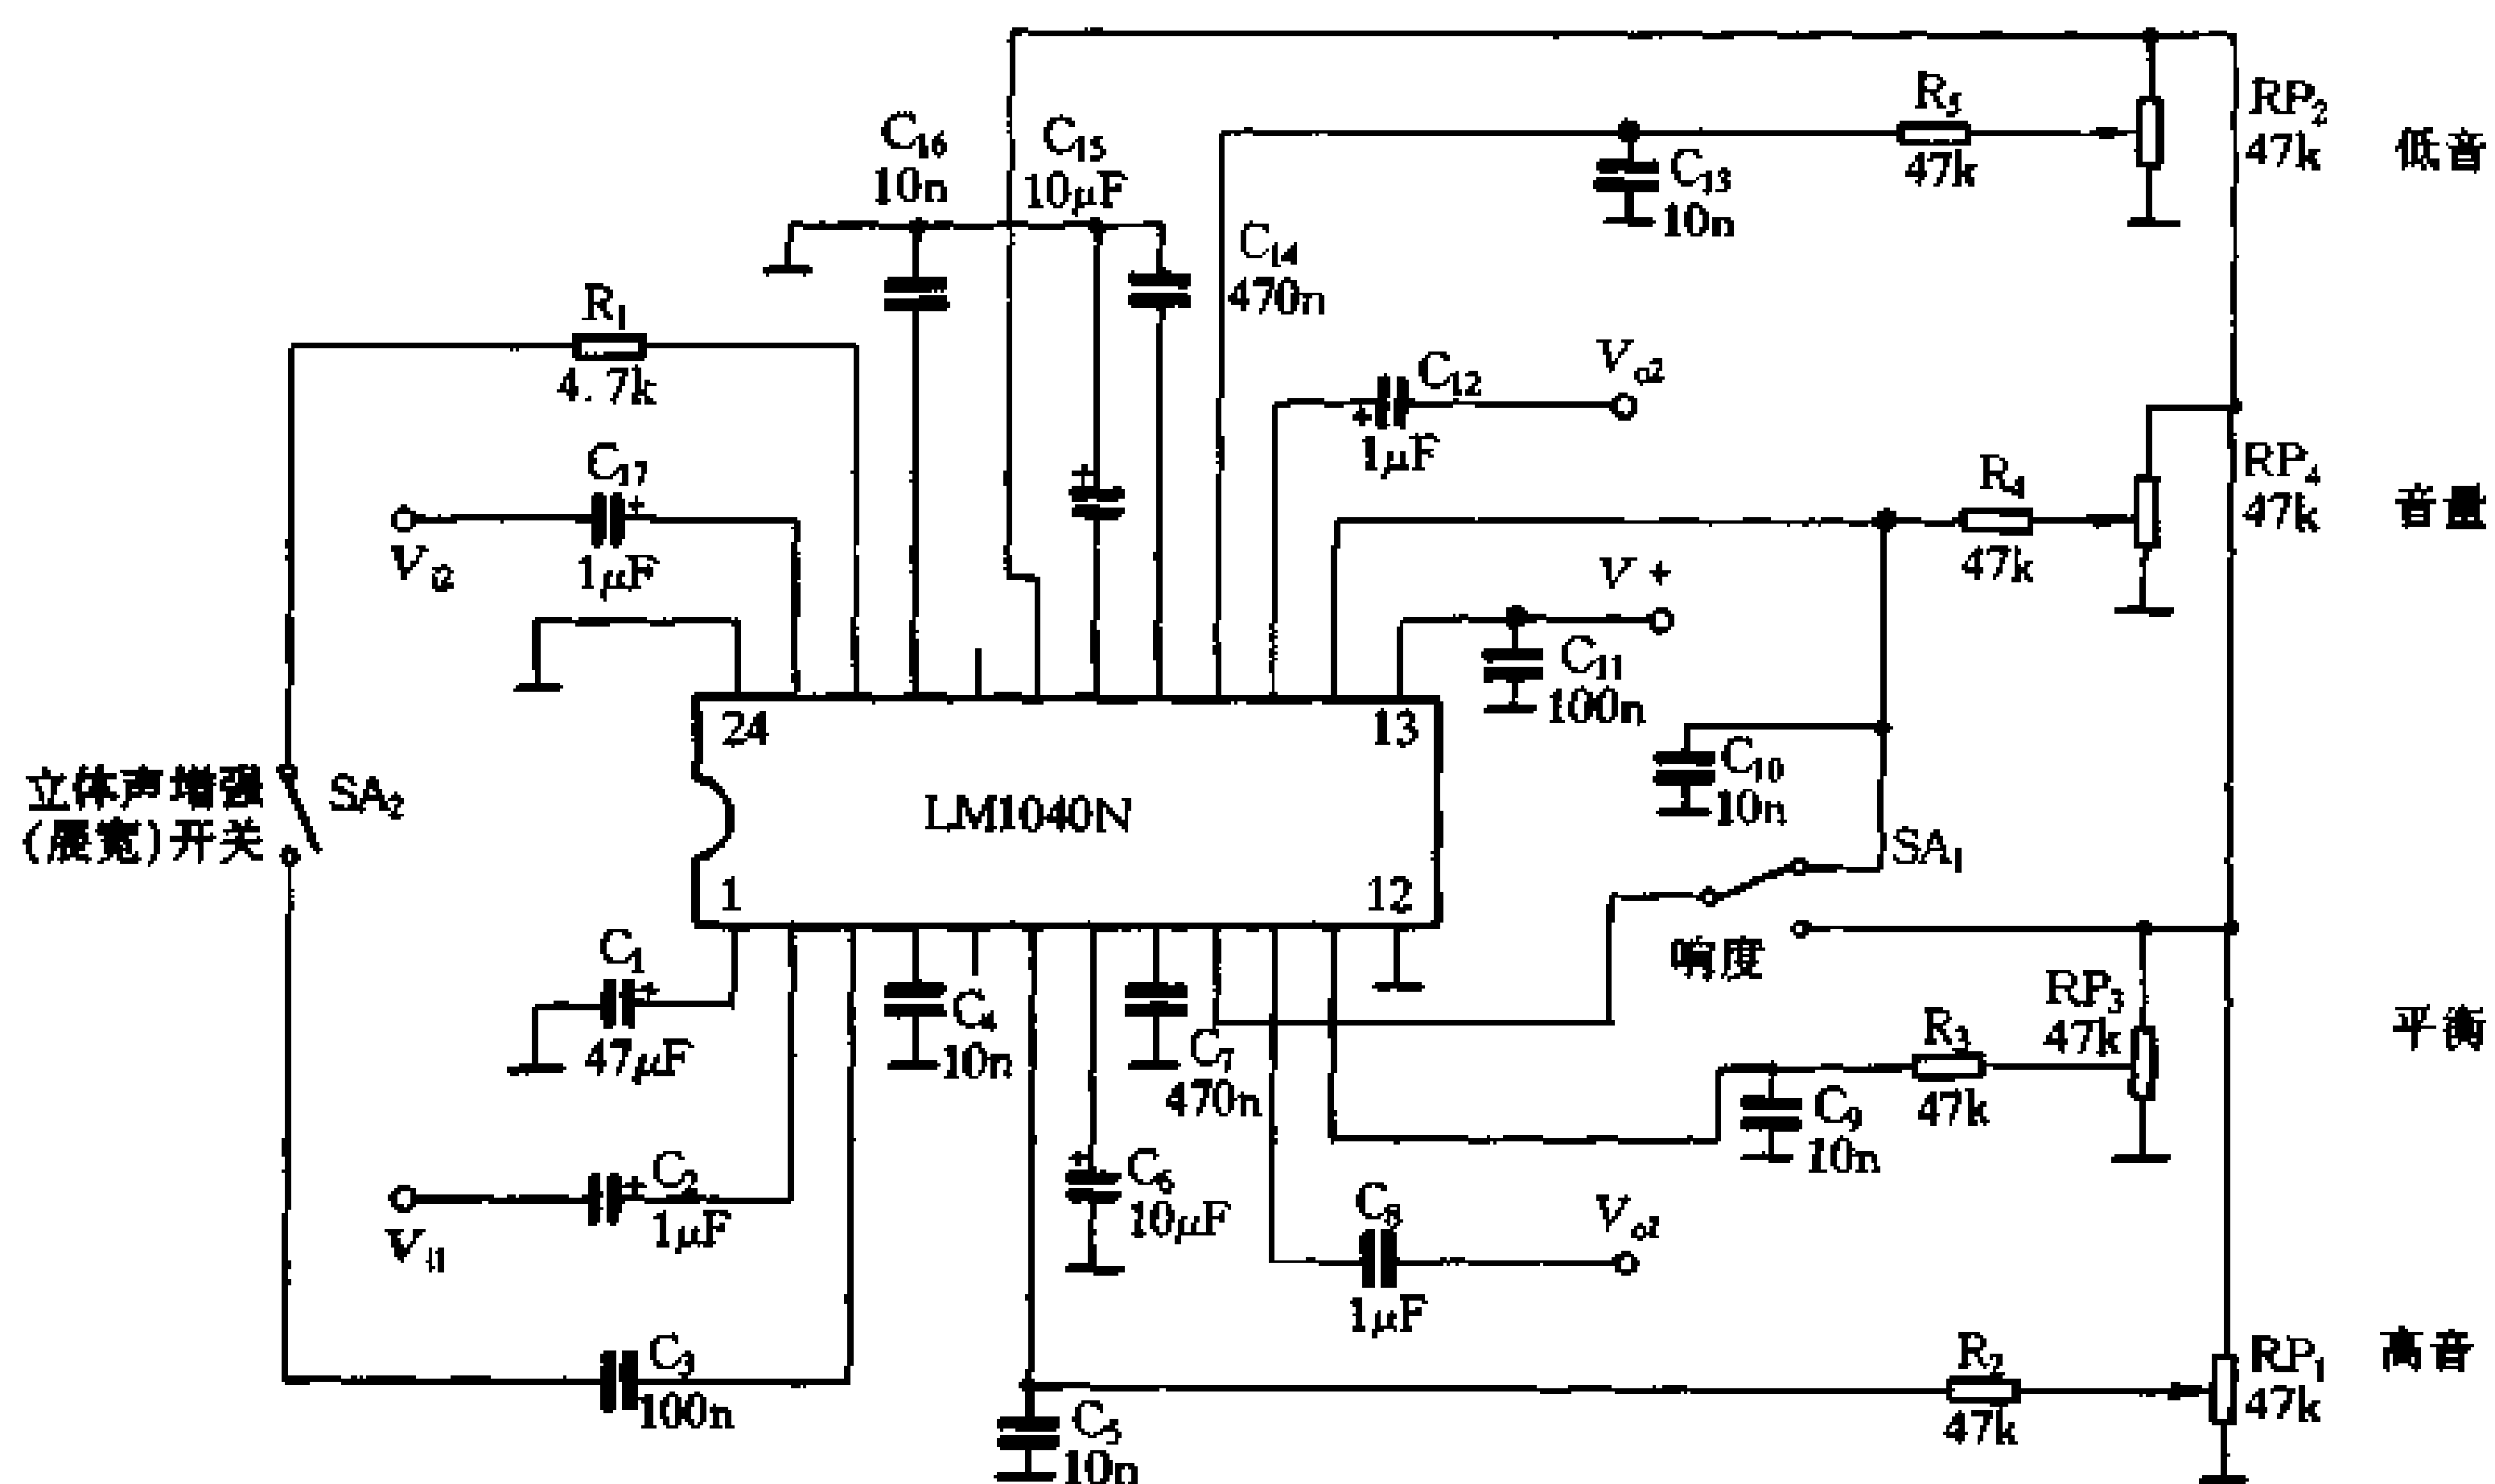 C16
10n
C15
10μF
C14
470n
C13
10n
R5
47k
RP2
47k
低音
R1
4.7k
C12
1μF
Vo2
C17
1μF
Vi2
R4
47k
RP4
47k
音量
V+
C11
100n
24
13
LM1040N
1
12
立体声增强
(展宽)开关
SA2
C10
10n
SA1
响度
C1
47μF
C4
10n
C7
470n
RP3
47k
R3
47k
平衡
C9
10n
C2
1μF
Vi1
C6
10μF
C8
1μF
Vo1
C3
100n
C5
10n
R2
47k
RP1
47k
高音